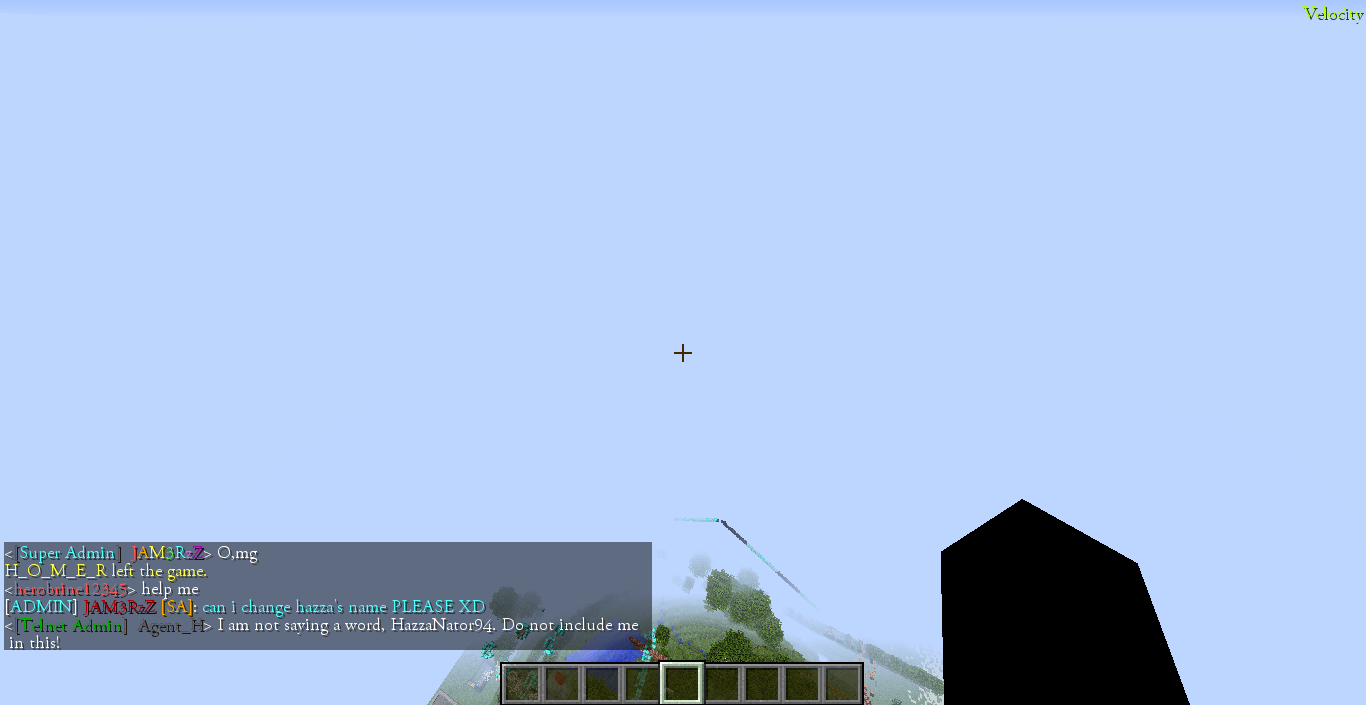 Velocity
<[Super Admin] JAM3RzZ> O,mg
H_O_M_E_R left the game.
<herobrine12345> help me
[ADMIN] JAM3RzZ [SA]: can i change hazza's name PLEASE XD
<[Telnet Admin] Agent_H> I am not saying a word, HazzaNator94. Do not include me
in this!